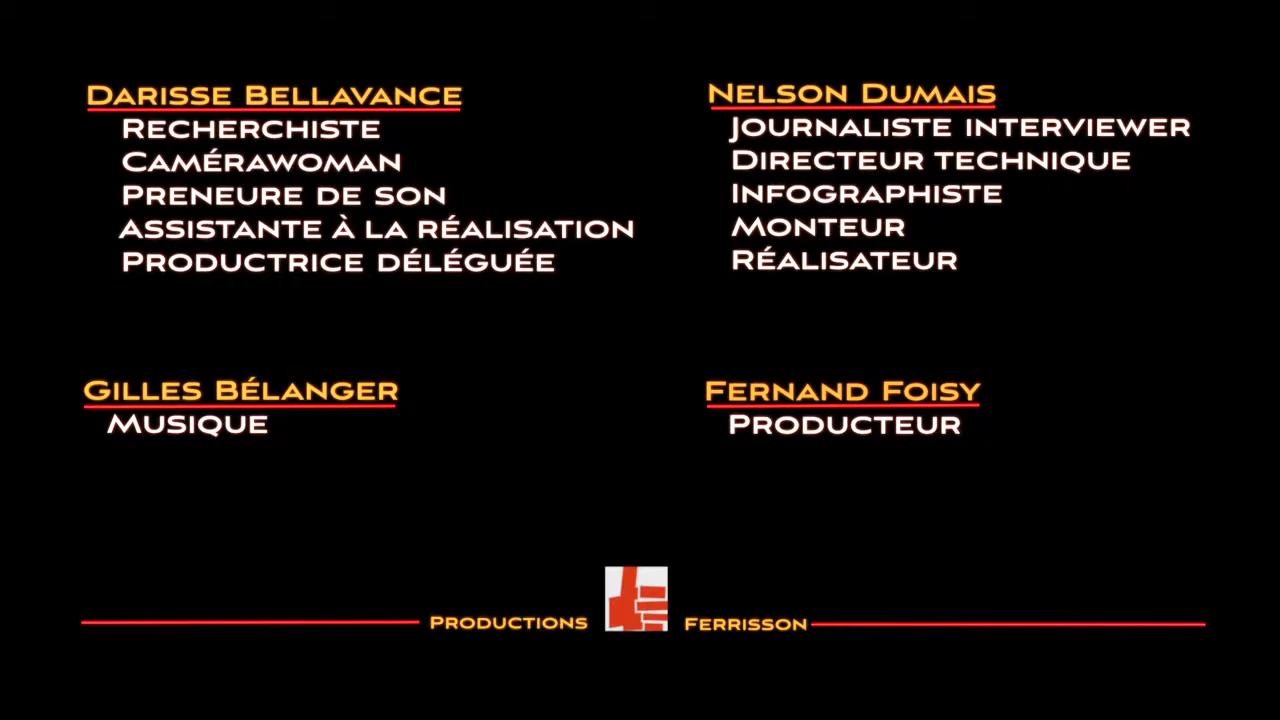 Darisse Bellavance
Recherchiste
Camérawoman
Preneure de son
Assistante à la réalisation
Productrice déléguée
Nelson Dumais
Journaliste interviewer
Directeur technique
Infographiste
Monteur
Réalisateur
Gilles Bélanger
Musique
Fernand Foisy
Producteur
Productions Ferrisson